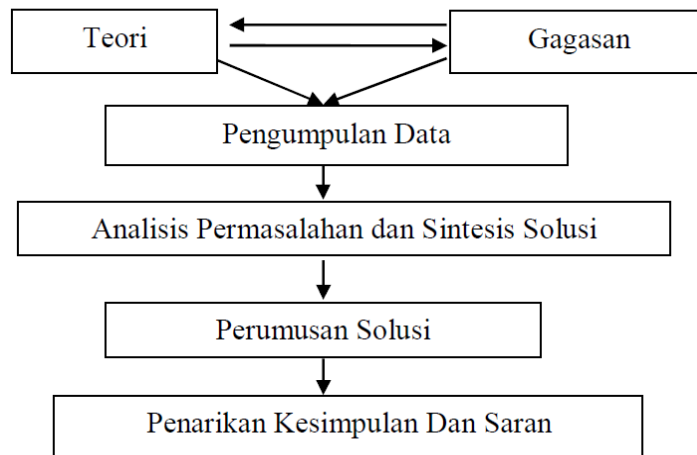 Teori
Gagasan
Pengumpulan Data
Analisis Permasalahan dan Sintesis Solusi
Perumusan Solusi
Penarikan Kesimpulan Dan Saran